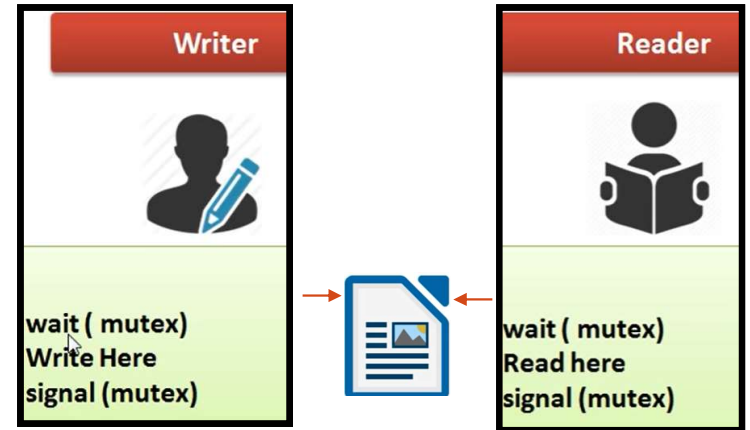 Writer
wait ( mutex)
Write Here
signal (mutex)
Reader
wait ( mutex)
Read here
signal (mutex)